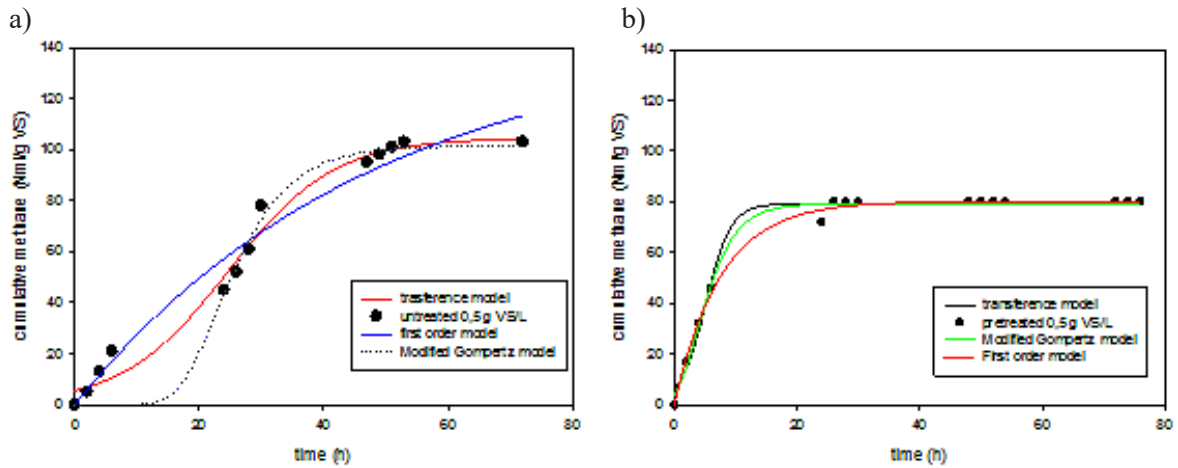 a)
140
120
100
80
60
40
20
0
cumulative methane (Nml/g VS)
trasference model
untreated 0,5g VS/L
first order model
Modified Gompertz model
0
20
40
60
80
time (h)
b)
140
120
100
80
60
40
20
0
cumulative methane (Nml/g VS)
transference model
pretreated 0,5g VS/L
Modified Gompertz model
First order model
0
20
40
60
80
time (h)